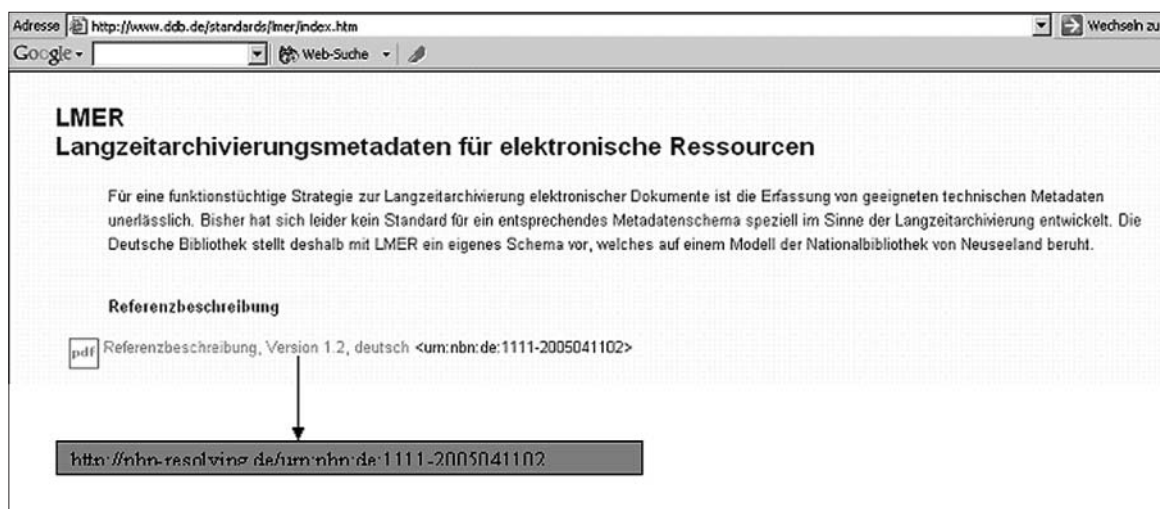 Adresse http://www.ddb.de/standards/lmer/index.htm Wechseln zu
Google Web-Suche
LMER
Langzeitarchivierungsmetadaten für elektronische Ressourcen
Für eine funktionstüchtige Strategie zur Langzeitarchivierung elektronischer Dokumente ist die Erfassung von geeigneten technischen Metadaten
unerlässlich. Bisher hat sich leider kein Standard für ein entsprechendes Metadatenschema speziell im Sinne der Langzeitarchivierung entwickelt. Die
Deutsche Bibliothek stellt deshalb mit LMER ein eigenes Schema vor, welches auf einem Modell der Nationalbibliothek von Neuseeland beruht.
Referenzbeschreibung
pdf Referenzbeschreibung, Version 1.2, deutsch <urn:nbn:de:1111-2005041102>
http://nbn-resolving.de/urn:nbn:de:1111-2005041102